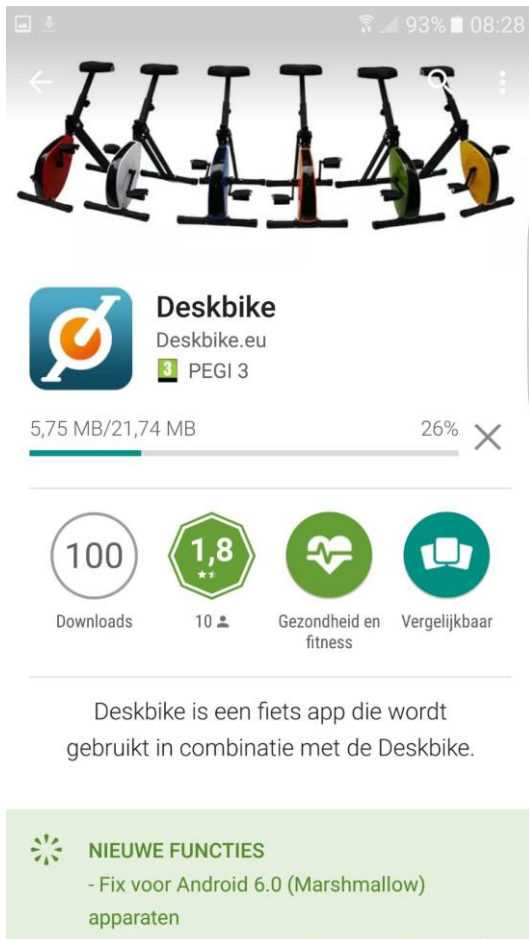 93% 08:28
Deskbike
Deskbike.eu
3 PEGI 3
5,75 MB/21,74 MB 26%
100
1,8
Downloads
10
Gezondheid en
fitness
Vergelijkbaar
Deskbike is een fiets app die wordt
gebruikt in combinatie met de Deskbike.
NIEUWE FUNCTIES
- Fix voor Android 6.0 (Marshmallow)
apparaten